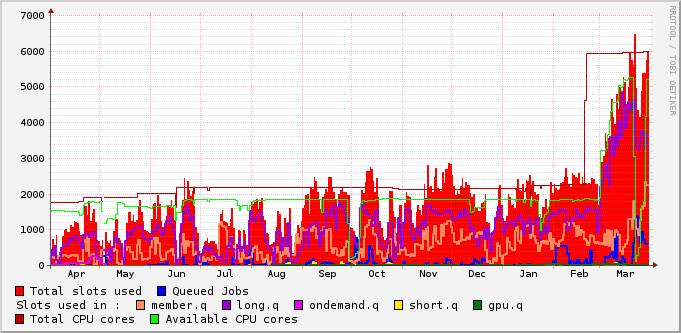 7000
6000
5000
4000
3000
2000
1000
0
Apr May Jun Jul Aug Sep Oct Nov Dec Jan Feb Mar
RRDTOOL / TOBI OETIKER
Total slots used Queued Jobs
Slots used in : member.q long.q ondemand.q short.q gpu.q
Total CPU cores Available CPU cores